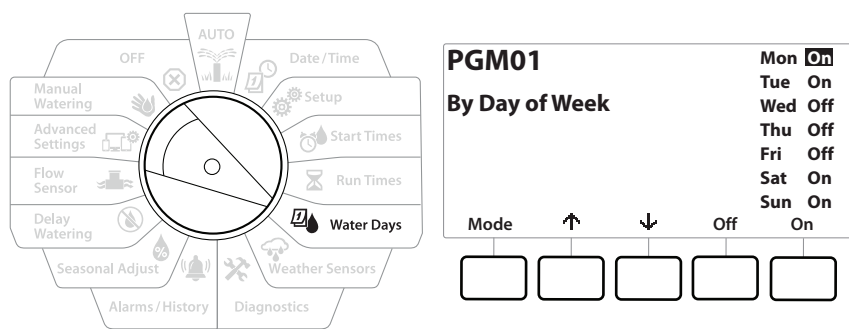 AUTO
Date / Time
Setup
Start Times
Run Times
Water Days
Weather Sensors
Diagnostics
Alarms / History
Seasonal Adjust
Delay
Watering
Flow
Sensor
Advanced
Settings
Manual
Watering
OFF
PGM01
By Day of Week
Mon On
Tue On
Wed Off
Thu Off
Fri Off
Sat On
Sun On
Mode ↑ ↓ Off On